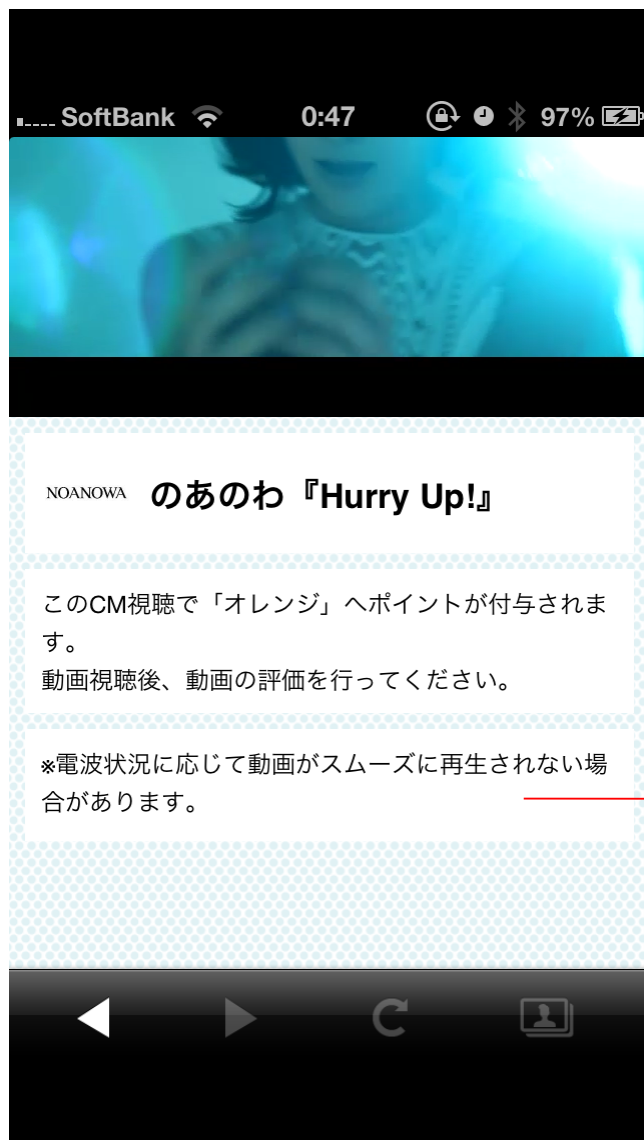 SoftBank 0:47 97%
NOANOWA のあのわ『Hurry Up!』
このCM視聴で「オレンジ」へポイントが付与されま
す。
動画視聴後、動画の評価を行ってください。
※電波状況に応じて動画がスムーズに再生されない場
合があります。